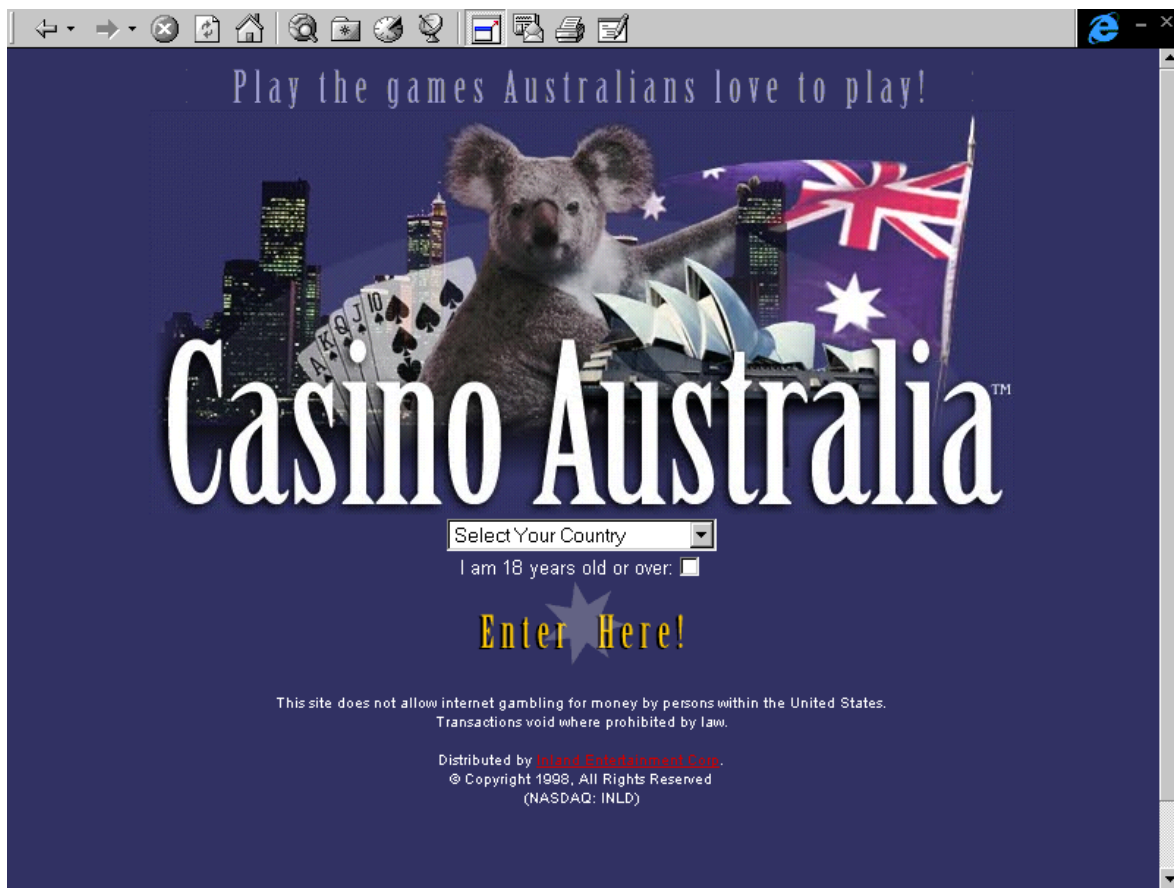 Play the games Australians love to play!
A K Q J 10
Casino Australia™
Select Your Country
I am 18 years old or over:
Enter Here!
This site does not allow internet gambling for money by persons within the United States.
Transactions void where prohibited by law.
Distributed by Inland Entertainment Corp.
© Copyright 1998, All Rights Reserved
(NASDAQ: INLD)